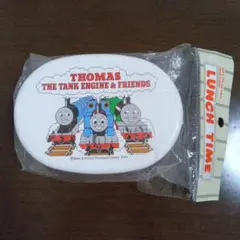 THOMAS
THE TANK ENGINE & FRIENDS
LUNCH TIME